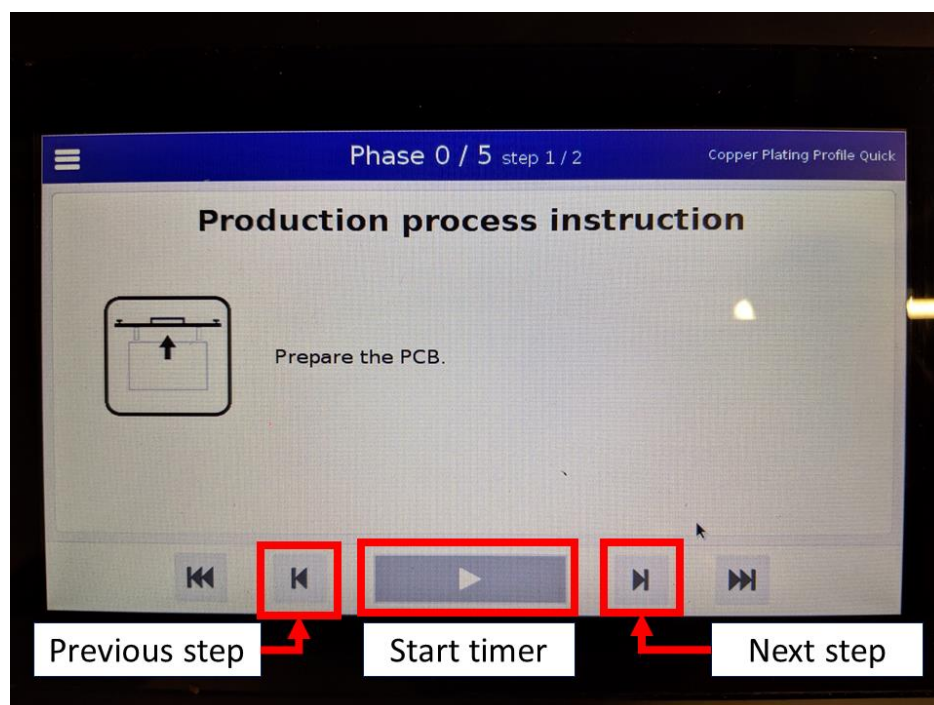 Phase 0 / 5 step 1 / 2
Copper Plating Profile Quick
Production process instruction
Prepare the PCB.
Previous step
Start timer
Next step